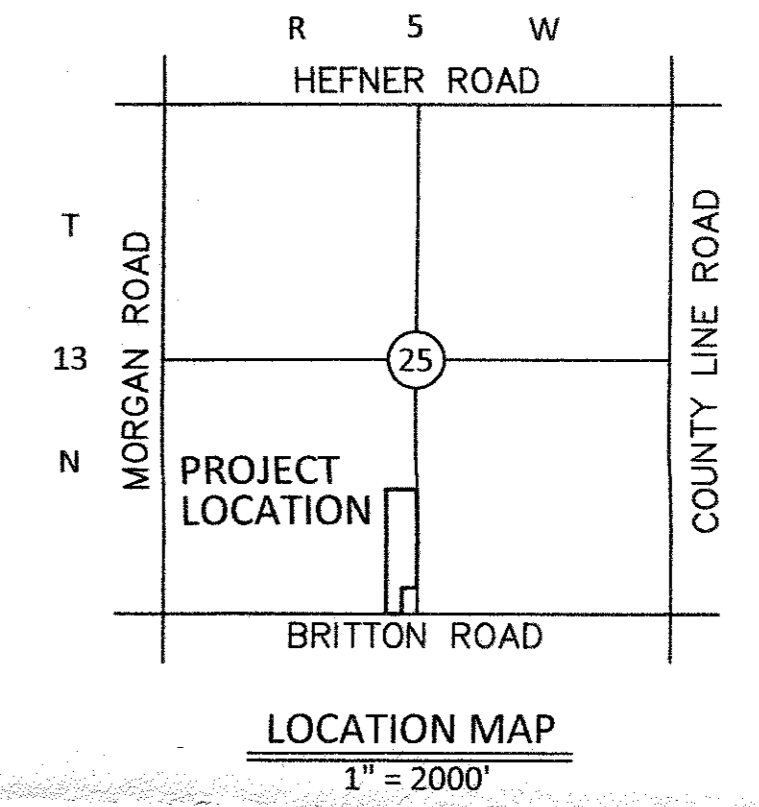 R 5 W
HEFNER ROAD
T
13
N
MORGAN ROAD
COUNTY LINE ROAD
25
PROJECT
LOCATION
BRITTON ROAD
LOCATION MAP
1" = 2000'